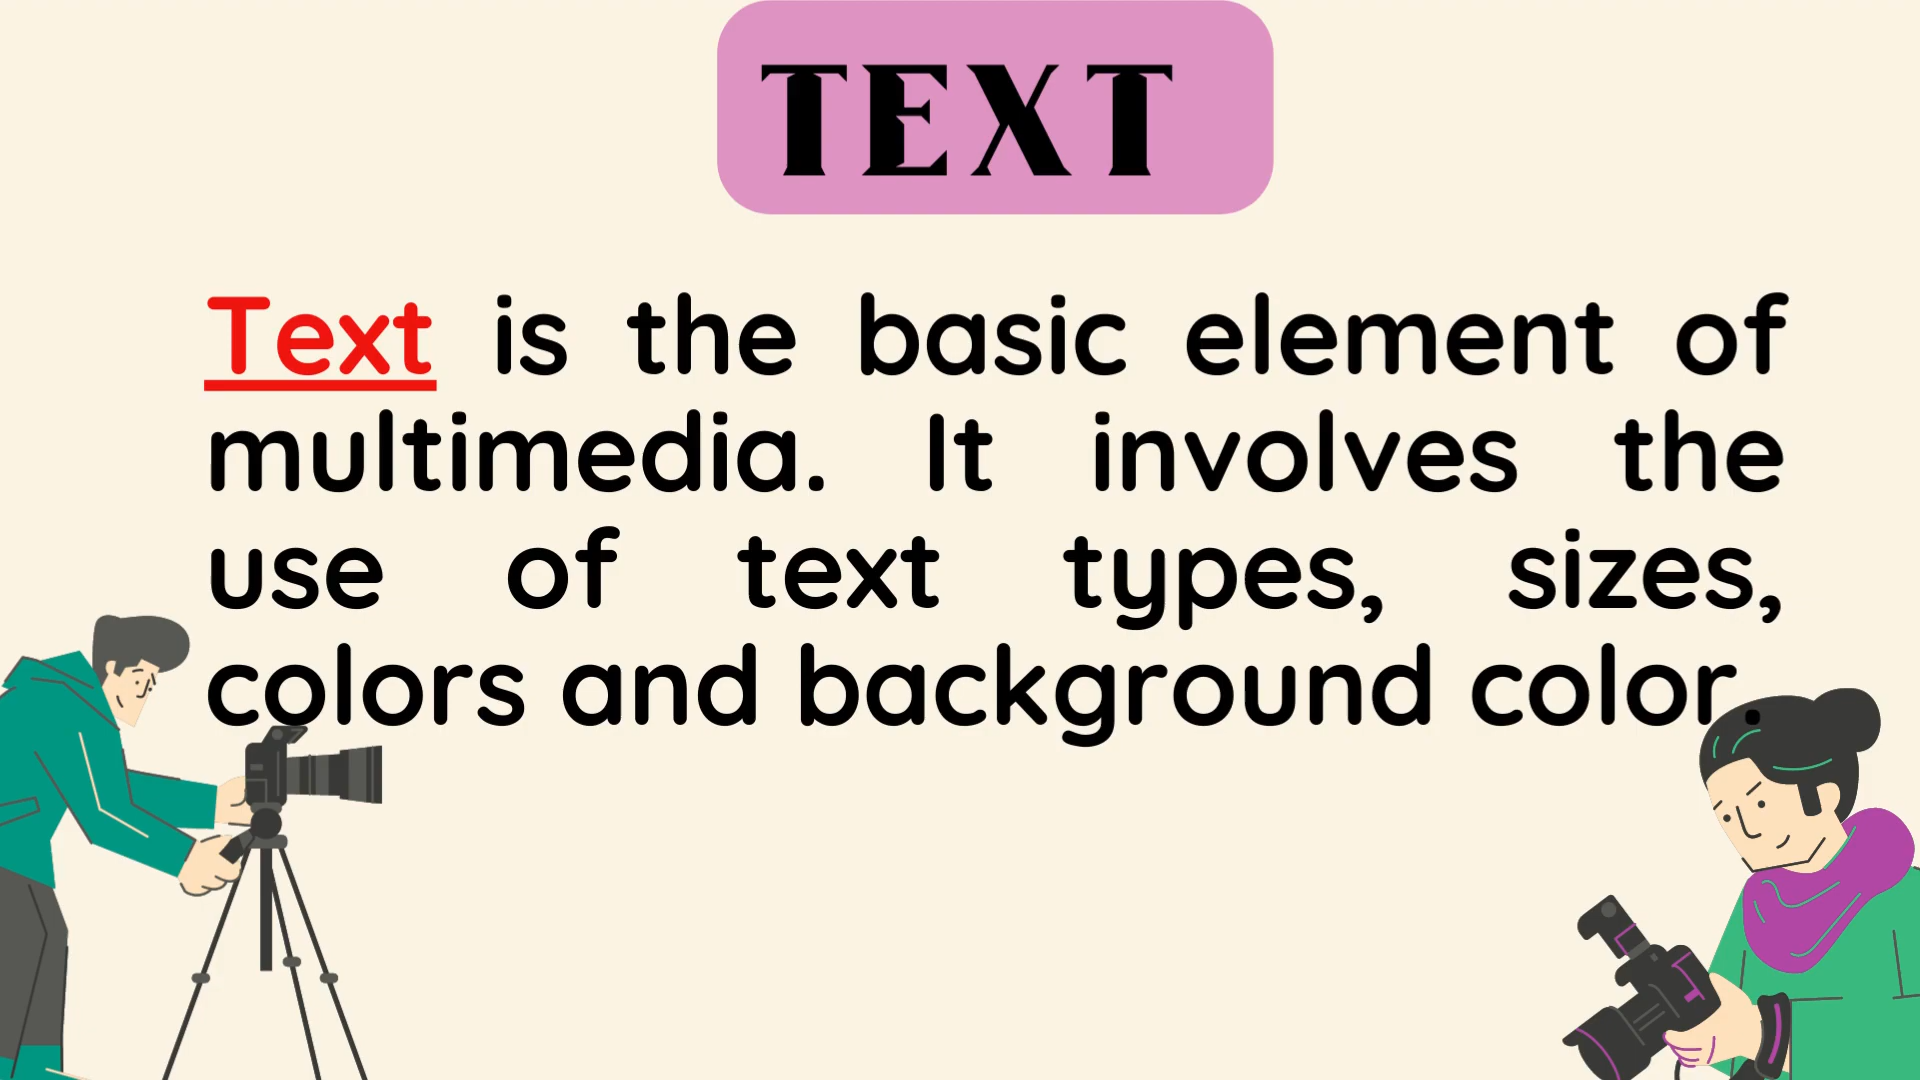 TEXT
Text is the basic element of
multimedia. It involves the
use of text types, sizes,
colors and background color.